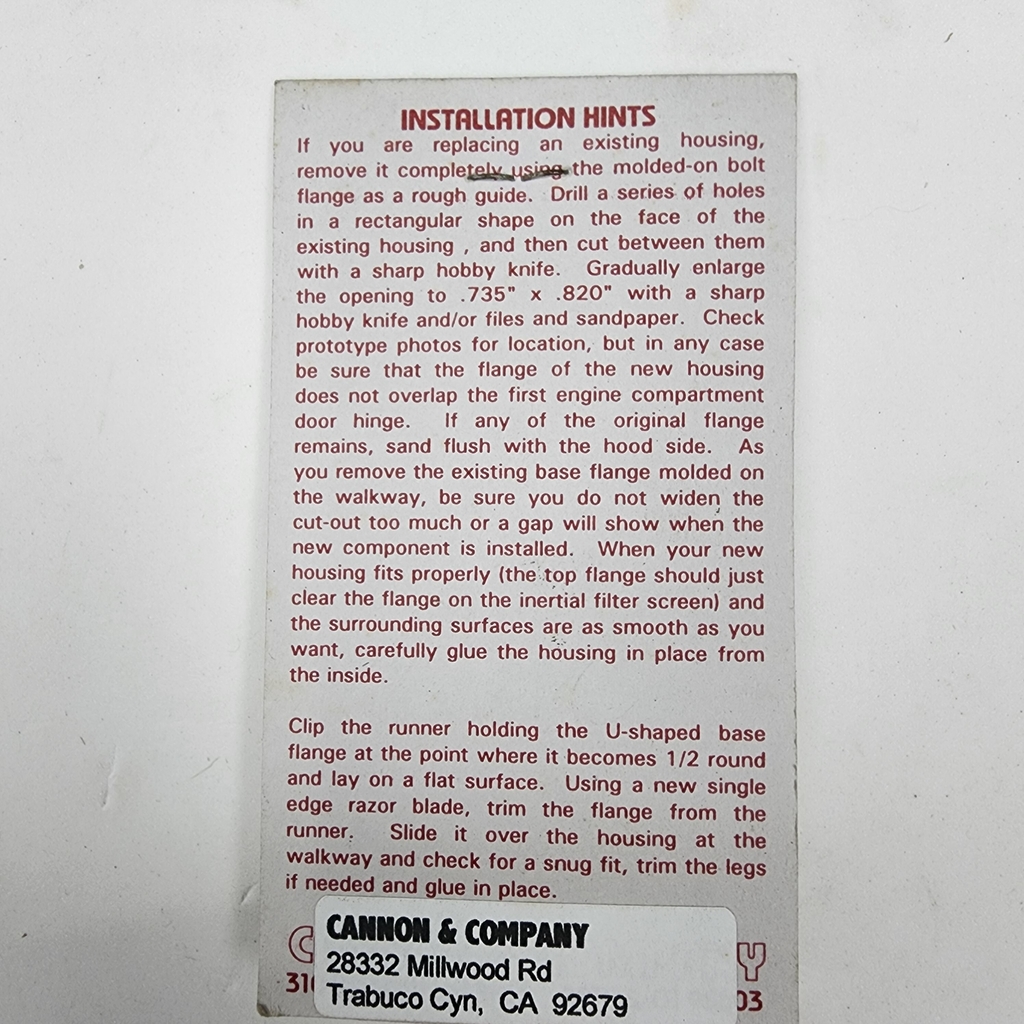 INSTALLATION HINTS
If you are replacing an existing housing,
remove it completely using the molded-on bolt
flange as a rough guide. Drill a series of holes
in a rectangular shape on the face of the
existing housing , and then cut between them
with a sharp hobby knife. Gradually enlarge
the opening to .735" x .820" with a sharp
hobby knife and/or files and sandpaper. Check
prototype photos for location, but in any case
be sure that the flange of the new housing
does not overlap the first engine compartment
door hinge. If any of the original flange
remains, sand flush with the hood side. As
you remove the existing base flange molded on
the walkway, be sure you do not widen the
cut-out too much or a gap will show when the
new component is installed. When your new
housing fits properly (the top flange should just
clear the flange on the inertial filter screen) and
the surrounding surfaces are as smooth as you
want, carefully glue the housing in place from
the inside.
Clip the runner holding the U-shaped base
flange at the point where it becomes 1/2 round
and lay on a flat surface. Using a new single
edge razor blade, trim the flange from the
runner. Slide it over the housing at the
walkway and check for a snug fit, trim the legs
if needed and glue in place.
CANNON & COMPANY
28332 Millwood Rd
Trabuco Cyn, CA 92679